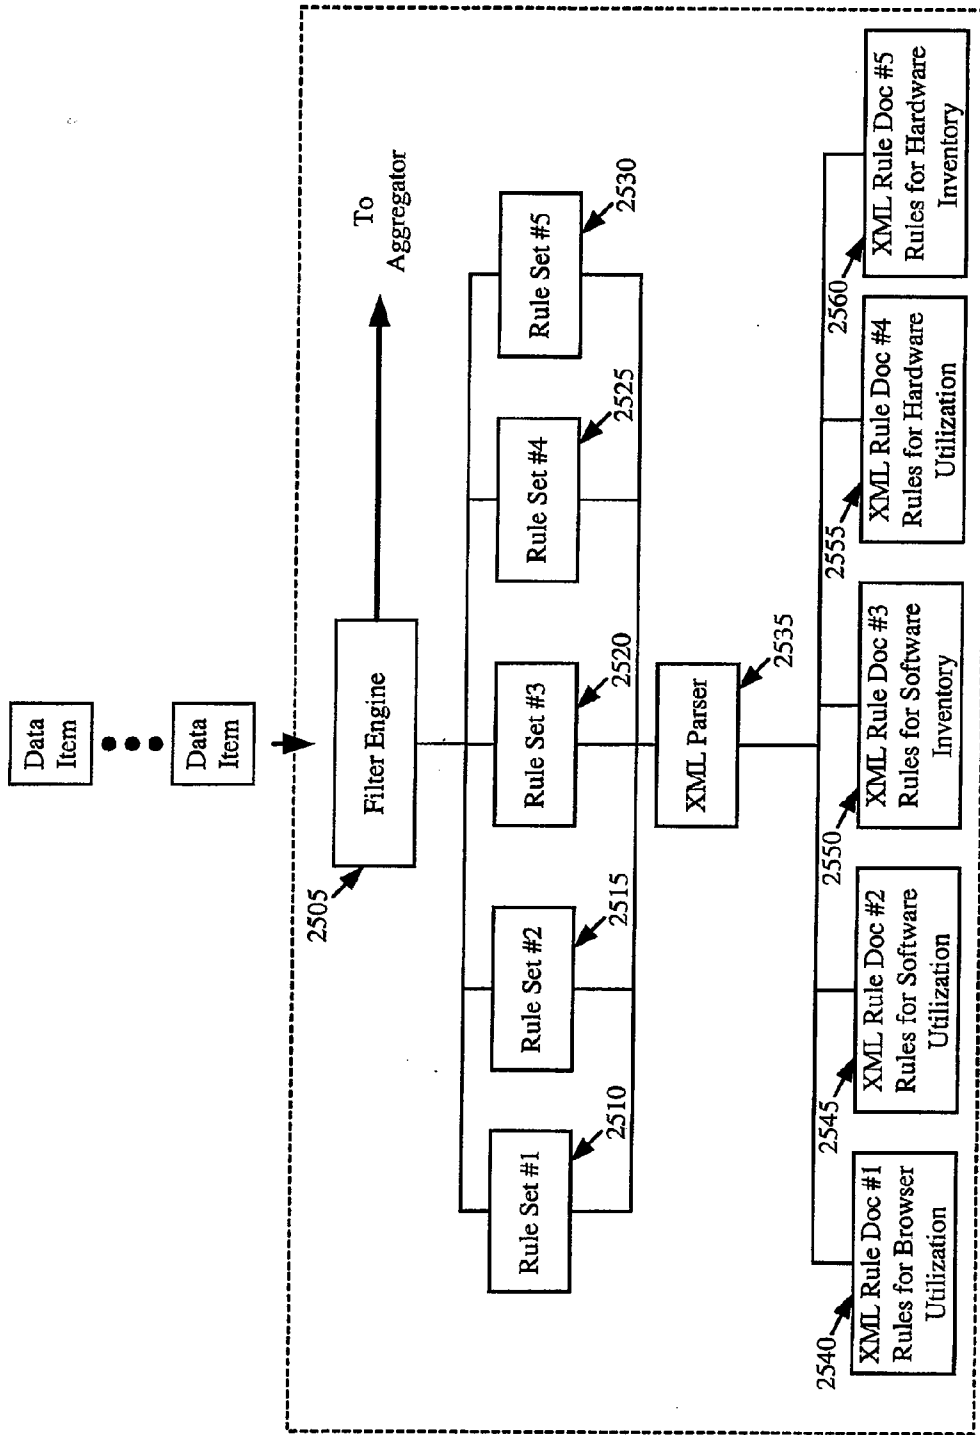 Data
Item
Data
Item
Filter Engine
2505
To
Aggregator
Rule Set #1
2510
Rule Set #2
2515
Rule Set #3
2520
Rule Set #4
2525
Rule Set #5
2530
XML Parser
2535
2540
XML Rule Doc #1
Rules for Browser
Utilization
2545
XML Rule Doc #2
Rules for Software
Utilization
2550
XML Rule Doc #3
Rules for Software
Inventory
2555
XML Rule Doc #4
Rules for Hardware
Utilization
2560
XML Rule Doc #5
Rules for Hardware
Inventory